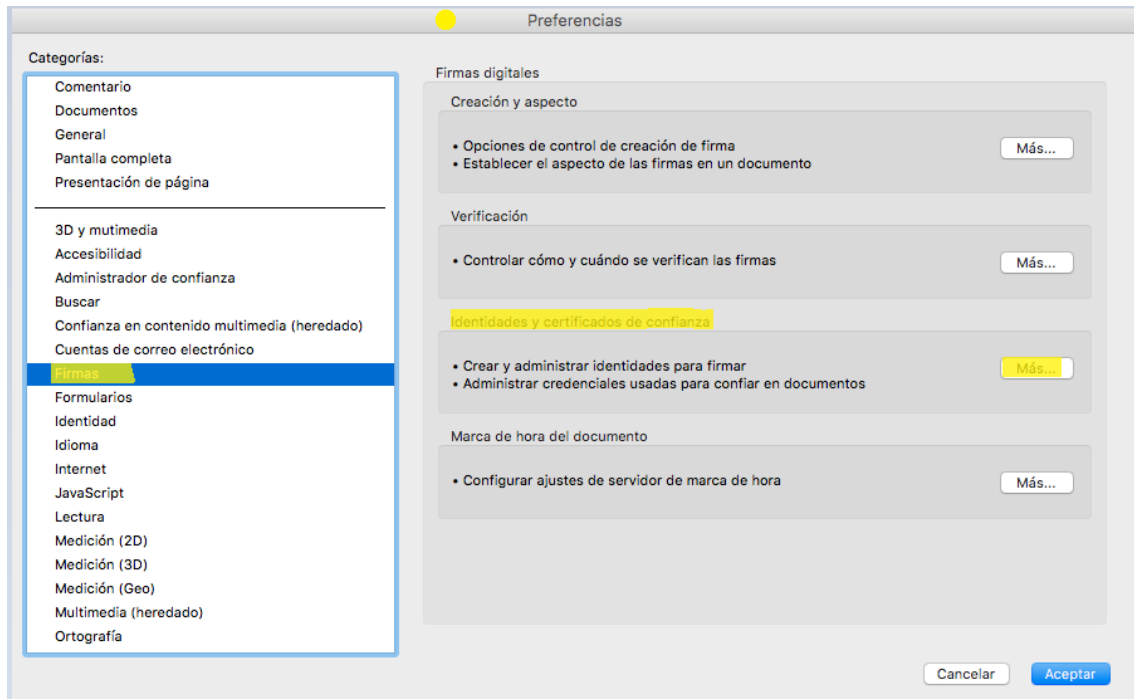 Preferencias
Categorías:
Comentario
Documentos
General
Pantalla completa
Presentación de página
3D y mutimedia
Accesibilidad
Administrador de confianza
Buscar
Confianza en contenido multimedia (heredado)
Cuentas de correo electrónico
Firmas
Formularios
Identidad
Idioma
Internet
JavaScript
Lectura
Medición (2D)
Medición (3D)
Medición (Geo)
Multimedia (heredado)
Ortografía
Firmas digitales
Creación y aspecto
• Opciones de control de creación de firma
• Establecer el aspecto de las firmas en un documento
Más...
Verificación
• Controlar cómo y cuándo se verifican las firmas
Más...
Identidades y certificados de confianza
• Crear y administrar identidades para firmar
• Administrar credenciales usadas para confiar en documentos
Más...
Marca de hora del documento
• Configurar ajustes de servidor de marca de hora
Más...
Cancelar
Aceptar